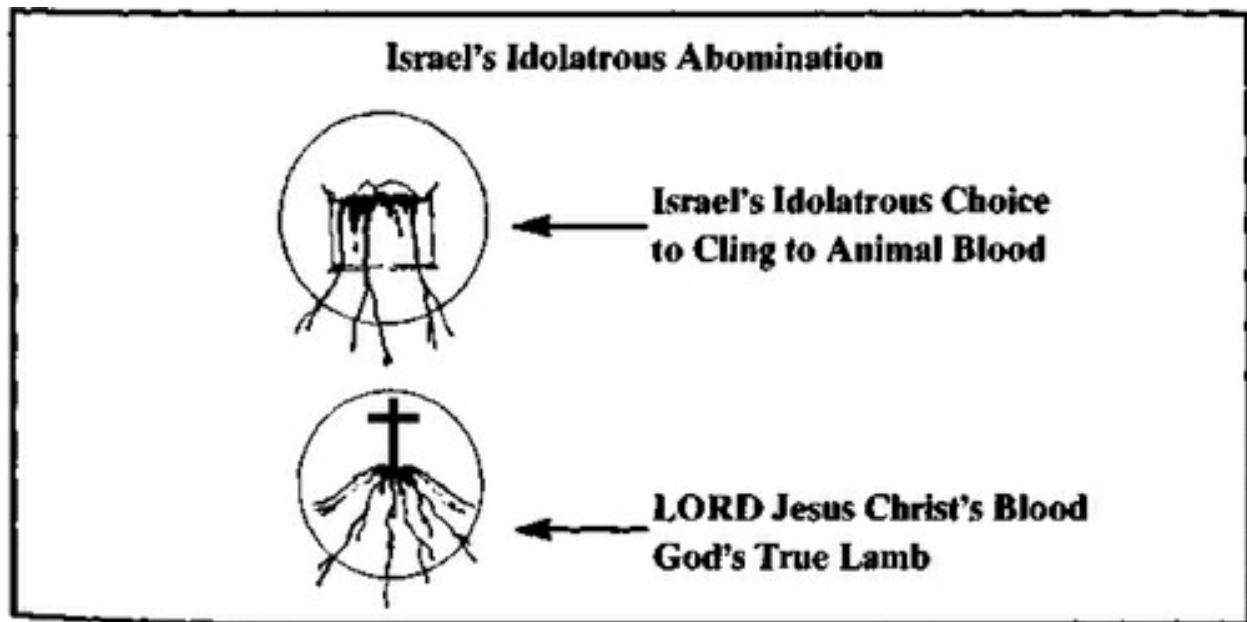 Israel's Idolatrous Abomination
Israel's Idolatrous Choice
to Cling to Animal Blood
LORD Jesus Christ's Blood
God's True Lamb